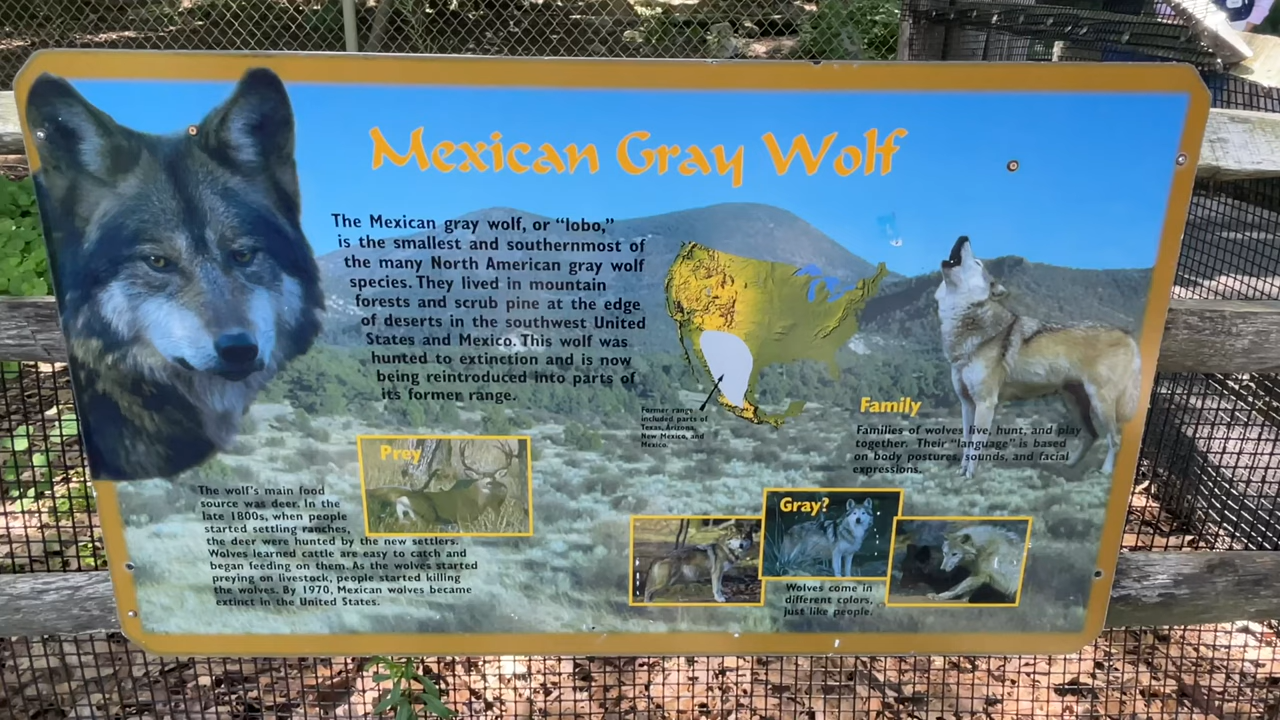 Mexican Gray Wolf
The Mexican gray wolf, or “lobo,”
is the smallest and southernmost of
the many North American gray wolf
species. They lived in mountain
forests and scrub pine at the edge
of deserts in the southwest United
States and Mexico. This wolf was
hunted to extinction and is now
being reintroduced into parts of
its former range.
Former range
included parts of
Texas, Arizona,
New Mexico, and
Mexico.
Family
Families of wolves live, hunt, and play
together. Their “language” is based
on body postures, sounds, and facial
expressions.
Prey
The wolf's main food
source was deer. In the
late 1800s, when people
started settling ranches,
the deer were hunted by the new settlers.
Wolves learned cattle are easy to catch and
began feeding on them. As the wolves started
preying on livestock, people started killing
the wolves. By 1970, Mexican wolves became
extinct in the United States.
Gray?
Wolves come in
different colors,
just like people.